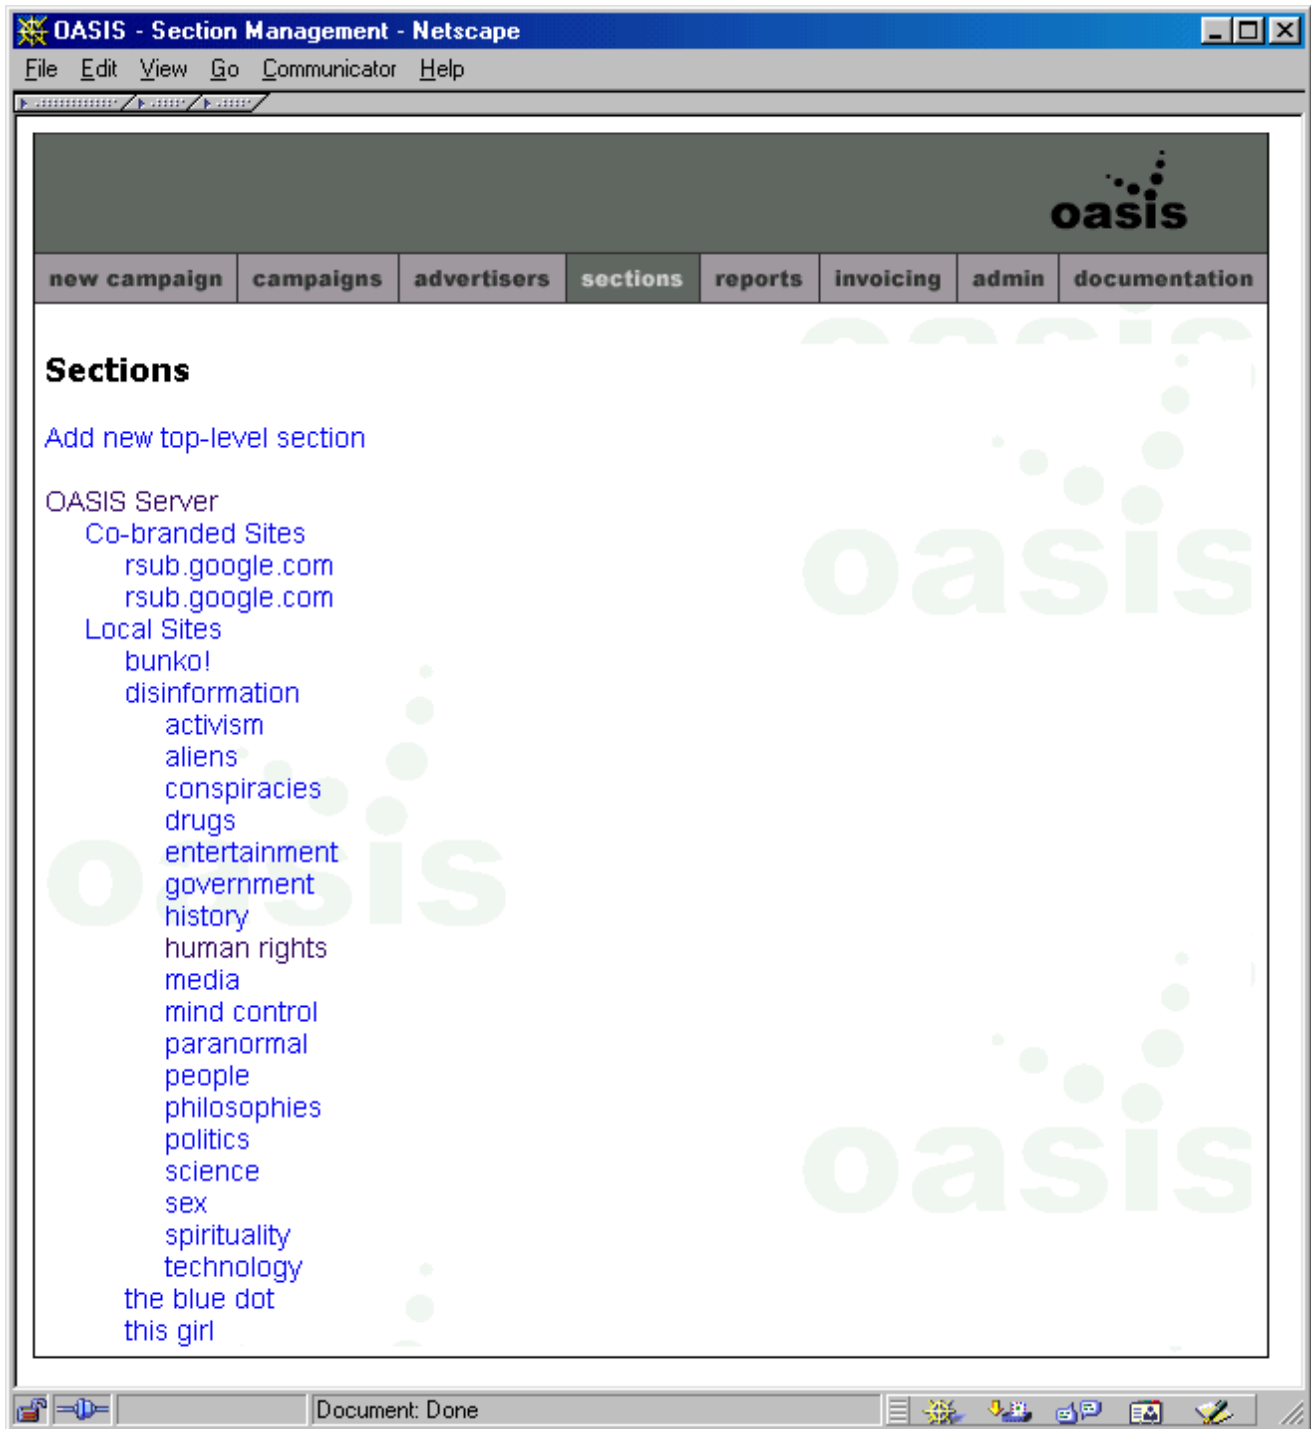 OASIS - Section Management - Netscape
File Edit View Go Communicator Help
oasis
new campaign campaigns advertisers sections reports invoicing admin documentation
Sections
Add new top-level section
OASIS Server
Co-branded Sites
rsub.google.com
rsub.google.com
Local Sites
bunko!
disinformation
activism
aliens
conspiracies
drugs
entertainment
government
history
human rights
media
mind control
paranormal
people
philosophies
politics
science
sex
spirituality
technology
the blue dot
this girl
oasis
oasis
oasis
Document: Done